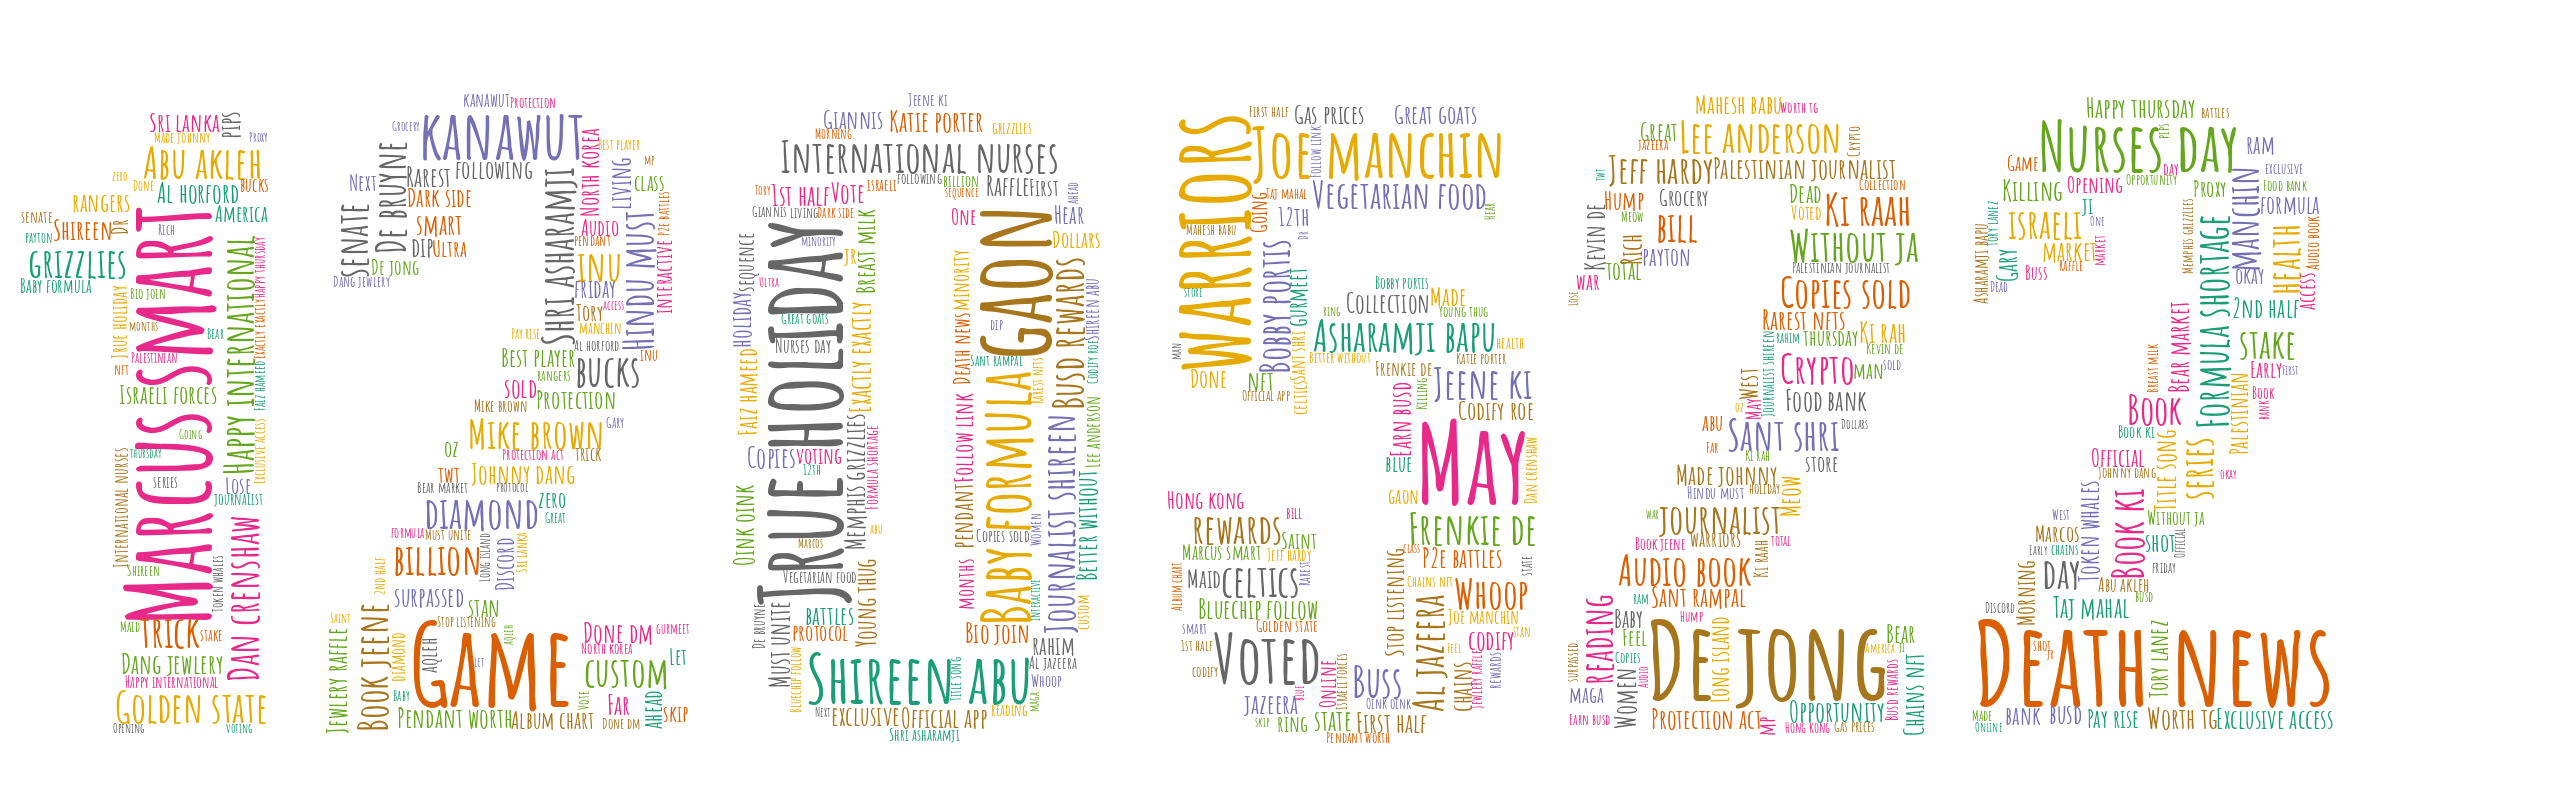 Sri Lanka
Pips
Made Johnny
Proxy
Abu Akleh
Zero
Done
Al Horford
Bucks
Rangers
America
Senate
Shireen
Dr
Rich
Payton
Grizzlies
Baby Formula
Marcus Smart
Happy International
Happy Thursday
True Holiday
Bio Join
Months
Bear
Palestinian
NFT
Israeli Forces
Exactly Exactly
Faiz Hameed
Going
Thursday
Series
International Nurses
Exclusive Access
Lose
Journalist
Shireen
Token Whales
Dan Crenshaw
Maid
Trick
Stake
Dang Jewlery
Happy International
Golden State
Opening
Voting
Kanawut
Protection
Grocery
Kanawut
Best Player
De Bruyne
Next
Rarest
Following
North Korea
Living
MP
Class
Dark Side
Smart
Senate
Dip
Ultra
De Jong
Dang Jewlery
Shri Asharamji
Audio
Pendant
Inu
Friday
Tory
Access
Manchin
Hindu Must
Interactive
P2E Battles
Pay Rise
Al Horford
Inu
Best Player
Rangers
Bucks
Sold
Protection
Mike Brown
Gary
Mike Brown
Oz
Protection Act
Trick
TWT
Johnny Dang
Bear Market
Protocol
Diamond
Zero
Great
Formula
Must Unite
Billion
Long Island
Discord
Sri Lanka
2nd Half
Surpassed
Stan
Stop Listening
Saint
Jewlery Raffle
Book Jeene
Diamond
Game
Aqleh
Aqleh
Let
Done DM
Gurmeet
North Korea
Let
Custom
Baby
Pendant Worth
Album Chart
Vote
Far
Done DM
Ahead
Skip
Jeene Ki
Giannis
Katie Porter
Morning
Grizzlies
International Nurses
Following
Billion
Raffle
First
Tory
1st Half
Vote
Israeli
Sequence
Ahead
Giannis
Living
Dark Side
One
Hear
Dollars
Minority
Jr
Breast Milk
Sequence
Ultra
Holiday
True Holiday
Great Goats
Nurses Day
Gaon
Dip
Death News
Minority
Sant Rampal
Busd Rewards
Shireen Abu
Codify Roe
Rarest NFTs
Faiz Hameed
Exactly Exactly
Memphis Grizzlies
Formula Shortage
Copies
Voting
12th
Oink Oink
Abu
Marcos
Vegetarian Food
Pendant
Follow Link
Baby Formula
Copies Sold
Women
Journalist Shireen
Lee Anderson
Better Without
Months
Interactive
Custom
De Bruyne
Must Unite
Battles
Protocol
Young Thug
Bio Join
Rahim
Al Jazeera
Whoop
Bluechip Follow
Shireen Abu
Title Song
Maga
Next
Exclusive
Official App
Reading
Shri Asharamji
First Half
Gas Prices
Great Goats
Warriors
Joe Manchin
Follow Link
Vegetarian Food
Hear
Taj Mahal
Going
12th
Mahesh Babu
Dr
Bobby Portis
Gurmeet
Store
Bobby Portis
Collection
Made
Young Thug
Ring
Asharamji Bapu
Health
Man
Better Without
Katie Porter
Done
NFT
Official App
Celtics
Sant Shri
Frenkie De
Jeene Ki
Killing
Codify Roe
Earn Busd
May
Blue
Gaon
Dan Crenshaw
Frenkie De
Hong Kong
Bill
Rewards
Saint
Marcus Smart
Jeff Hardy
Class
P2e Battles
State
Album Chart
Maid
Celtics
Rarest
Chains NFT
Whoop
Bluechip Follow
Golden State
Joe Manchin
Smart
1st Half
Stop Listening
Al Jazeera
Codify
Stan
Feel
Voted
Codify
Online
Israeli Forces
Buss
Oink Oink
Chains
Jewlery Raffle
Rewards
Jazeera
Blue
Skip
Ring
State
First Half
Pendant Worth
Mahesh Babu
Worth TG
Great
Jazeera
Lee Anderson
Crypto
TWT
Jeff Hardy
Palestinian Journalist
Collection
Hump
Meow
Grocery
Dead
Voted
Ki Raah
Kevin De
Bill
Rich
Payton
Without Ja
Total
Palestinian Journalist
War
Lose
Copies Sold
Rarest NFTs
Rahim
Thursday
Ki Rah
Kevin De
Journalist Shireen
Crypto
Man
Sold
West
Oz
May
Food Bank
Abu
Dollars
Far
Sant Shri
Ki Rah
Store
Made Johnny
Hindu Must
Holiday
Meow
War
Journalist
Book Jeene
Warriors
Total
Audio Book
Ki Raah
Ram
Sant Rampal
Reading
Baby
Hump
Feel
Copies
Audio
Surpassed
Maga
Women
Earn Busd
De Jong
Long Island
Bear
America
Ji
Busd Rewards
Chains NFT
Protection Act
MP
Opportunity
Hong Kong
Gas Prices
Happy Thursday
Battles
Nurses Day
Pips
Ram
Game
Day
Exclusive
Killing
Opening
Opportunity
Proxy
Food Bank
Ji
Formula
Tory Lanez
Israeli
One
Asharamji Bapu
Market
Market
Raffle
Gary
Buss
Dead
Memphis Grizzlies
Manchin
Okay
Health
Audio Book
Access
Formula Shortage
2nd Half
Bear Market
Stake
Early
First
Breast Milk
Book
Book
Bank
Book Ki
Palestinian
Official
Title Song
Series
Johnny Dang
Okay
West
Token Whales
Book Ki
Without Ja
Marcos
Early
Chains
Shot
Official
Friday
Morning
Day
Abu Akleh
Busd
Discord
Taj Mahal
Death News
Shot
Jr
Tory Lanez
Made
Online
Bank
Busd
Pay Rise
Worth TG
Exclusive Access